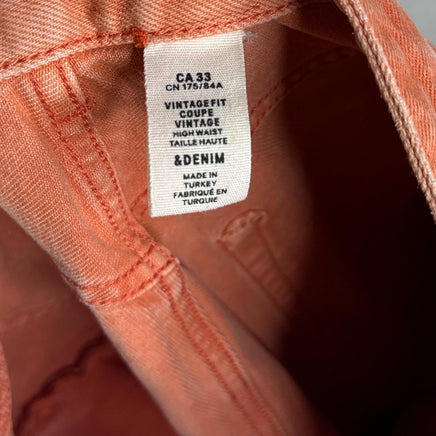 CA 33
CN 175/84A
VINTAGE FIT
COUPE
VINTAGE
HIGH WAIST
TAILLE HAUTE
&DENIM
MADE IN
TURKEY
FABRIQUÉ EN
TURQUIE